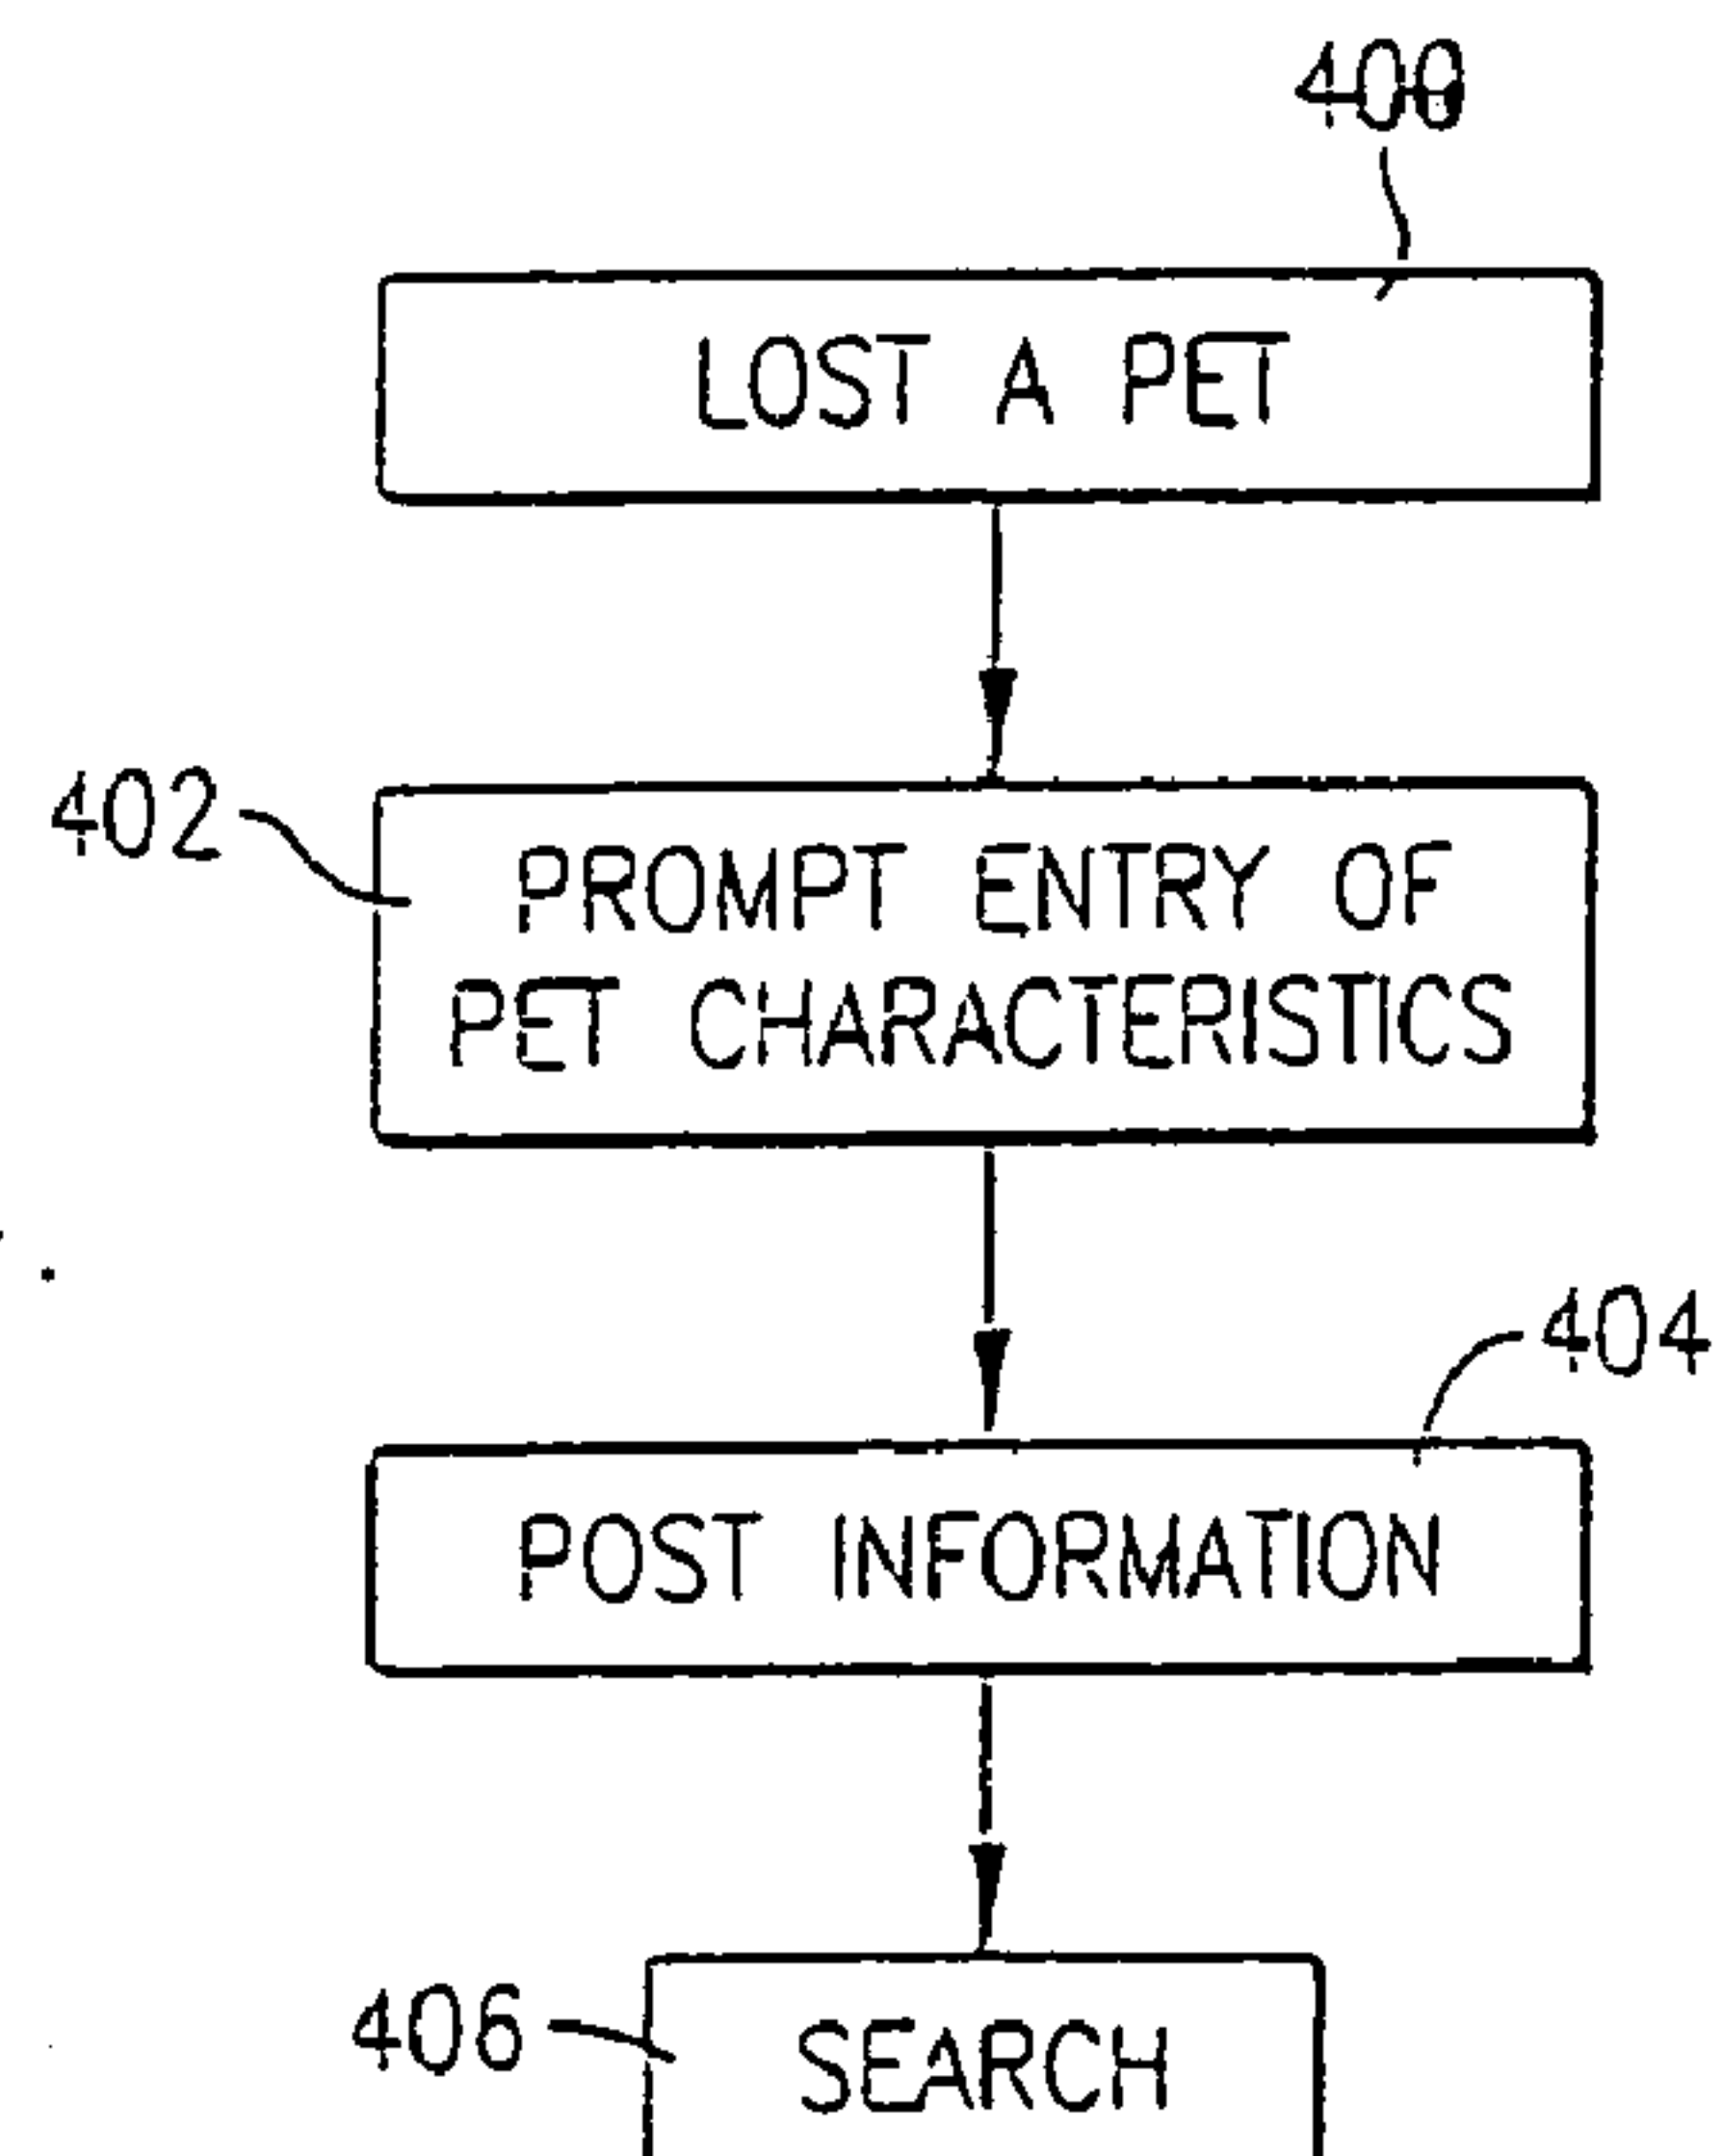 400
LOST A PET
402
PROMPT ENTRY OF
PET CHARACTERISTICS
404
POST INFORMATION
406
SEARCH